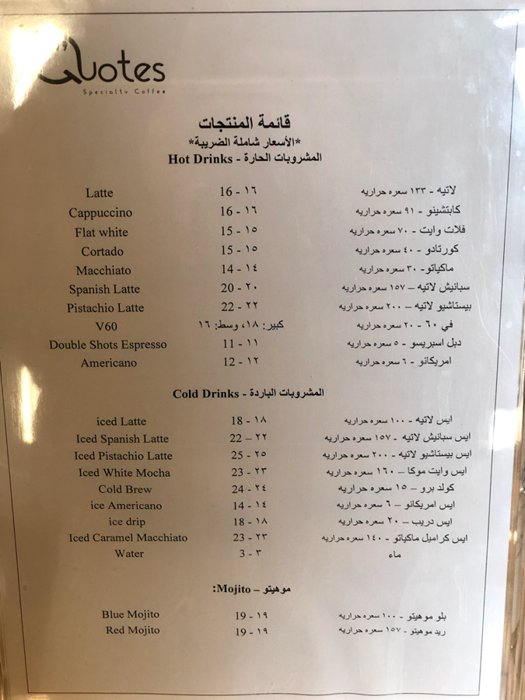 Quotes
Specialty Coffee
قائمة المنتجات
*الأسعار شاملة الضريبة*
المشروبات الحارة - Hot Drinks
Latte 16 - ١٦ لاتيه - ١٣٣ سعره حراريه
Cappuccino 16 - ١٦ كابتشينو - ٩١ سعره حراريه
Flat white 15 - ١٥ فلات وايت - ٧٠ سعره حراريه
Cortado 15 - ١٥ كورتادو - ٤٠ سعره حراريه
Macchiato 14 - ١٤ ماكياتو- ٣٠ سعره حراريه
Spanish Latte 20 - ٢٠ سبانيش لاتيه – ١٥٧ سعره حراريه
Pistachio Latte 22 - ٢٢ بيستاشيو لاتيه – ٢٠٠ سعره حراريه
V60 كبير: ١٨، وسط: ١٦ في ٦٠ - ٢٠ سعره حراريه
Double Shots Espresso 11 - ١١ دبل اسبريسو - ٥ سعره حراريه
Americano 12 - ١٢ امريكانو - ٦ سعره حراريه
المشروبات الباردة - Cold Drinks
iced Latte 18 - ١٨ ايس لاتيه - ١٠٠ سعره حراريه
Iced Spanish Latte 22 – ٢٢ ايس سبانيش لاتيه - ١٥٧ سعره حراريه
Iced Pistachio Latte 25 - ٢٥ ايس بيستاشيو لاتيه – ٢٠٠ سعره حراريه
Iced White Mocha 23 - ٢٣ ايس وايت موكا – ١٦٠ سعره حراريه
Cold Brew 24 - ٢٤ كولد برو – ١٥ سعره حراريه
ice Americano 14 - ١٤ ايس امريكانو – ٦ سعره حراريه
ice drip 18 - ١٨ ايس دريب - ٢٠ سعره حراريه
Iced Caramel Macchiato 23 - ٢٣ ايس كراميل ماكياتو - ١٤٠ سعره حراريه
Water 3 - ٣ ماء
موهيتو – Mojito:
Blue Mojito 19 - ١٩ بلو موهيتو - ١٠٠ سعره حراريه
Red Mojito 19 - ١٩ ريد موهيتو - ١٥٧ سعره حراريه